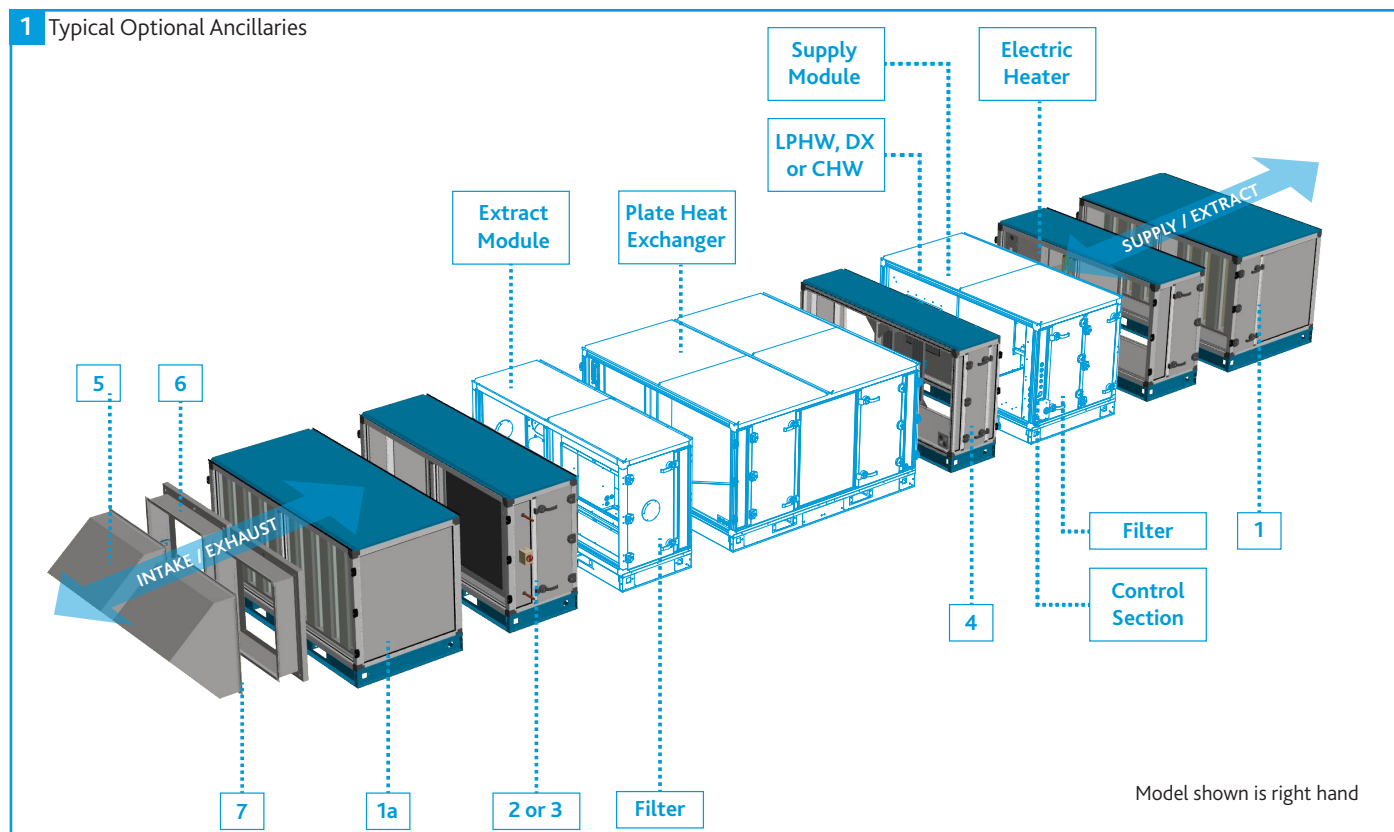 1 Typical Optional Ancillaries
Supply
Module
Electric
Heater
LPHW, DX
or CHW
Extract
Module
Plate Heat
Exchanger
SUPPLY / EXTRACT
5
6
INTAKE / EXHAUST
Filter
1
4
Control
Section
7
1a
2 or 3
Filter
Model shown is right hand